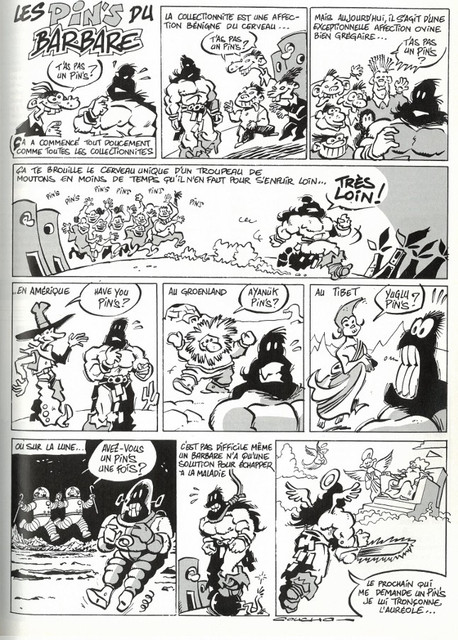 LES PIN'S DU
BARBARE
T'AS PAS
UN PIN'S?
ÇA A COMMENCÉ TOUT DOUCEMENT
COMME TOUTES LES COLLECTIONNITES
LA COLLECTIONNITE EST UNE AFFEC-
TION BÉNIGNE DU CERVEAU...
T'AS PAS
UN PIN'S?
MAIS AUJOURD'HUI, IL S'AGIT D'UNE
EXCEPTIONNELLE AFFECTION OVINE
BIEN GRÉGAIRE...
T'AS PAS
UN PIN'S?
ÇA TE BROUILLE LE CERVEAU UNIQUE D'UN TROUPEAU DE
MOUTONS EN MOINS DE TEMPS QU'IL N'EN FAUT POUR S'ENFUIR LOIN...
TRÈS
LOIN!
PIN'S PIN'S PIN'S PIN'S PIN'S PIN'S
...EN AMÉRIQUE
HAVE YOU
PIN'S?
AU GROENLAND
AYANÜK
PIN'S?
AU TIBET
YUGLU
PIN'S?
OU SUR LA LUNE...
AVEZ-VOUS
UN PIN'S
UNE FOIS?
C'EST PAS DIFFICILE MÊME
UN BARBARE N'A QU'UNE
SOLUTION POUR ÉCHAPPER
À LA MALADIE
LE PROCHAIN QUI
ME DEMANDE UN PIN'S
JE LUI TRONÇONNE
L'AURÉOLE...
COUCHO